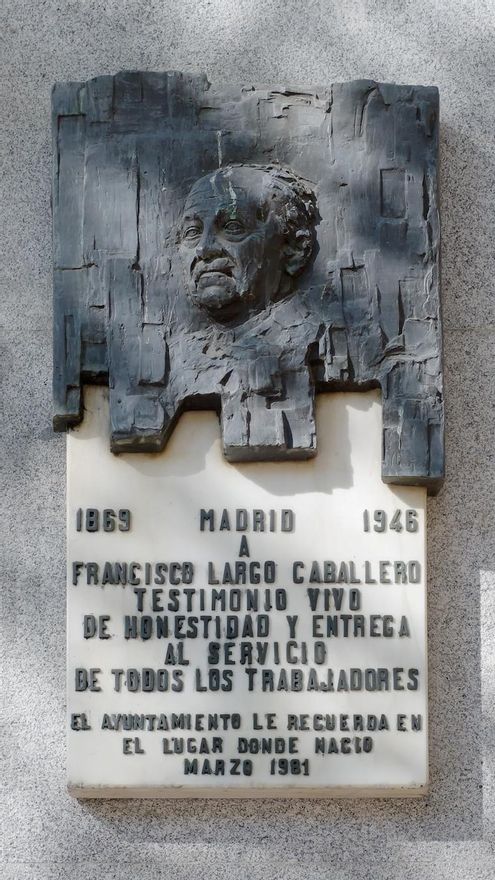 1869 MADRID 1946
A
FRANCISCO LARGO CABALLERO
TESTIMONIO VIVO
DE HONESTIDAD Y ENTREGA
AL SERVICIO
DE TODOS LOS TRABAJADORES
EL AYUNTAMIENTO LE RECUERDA EN
EL LUGAR DONDE NACIO
MARZO 1981